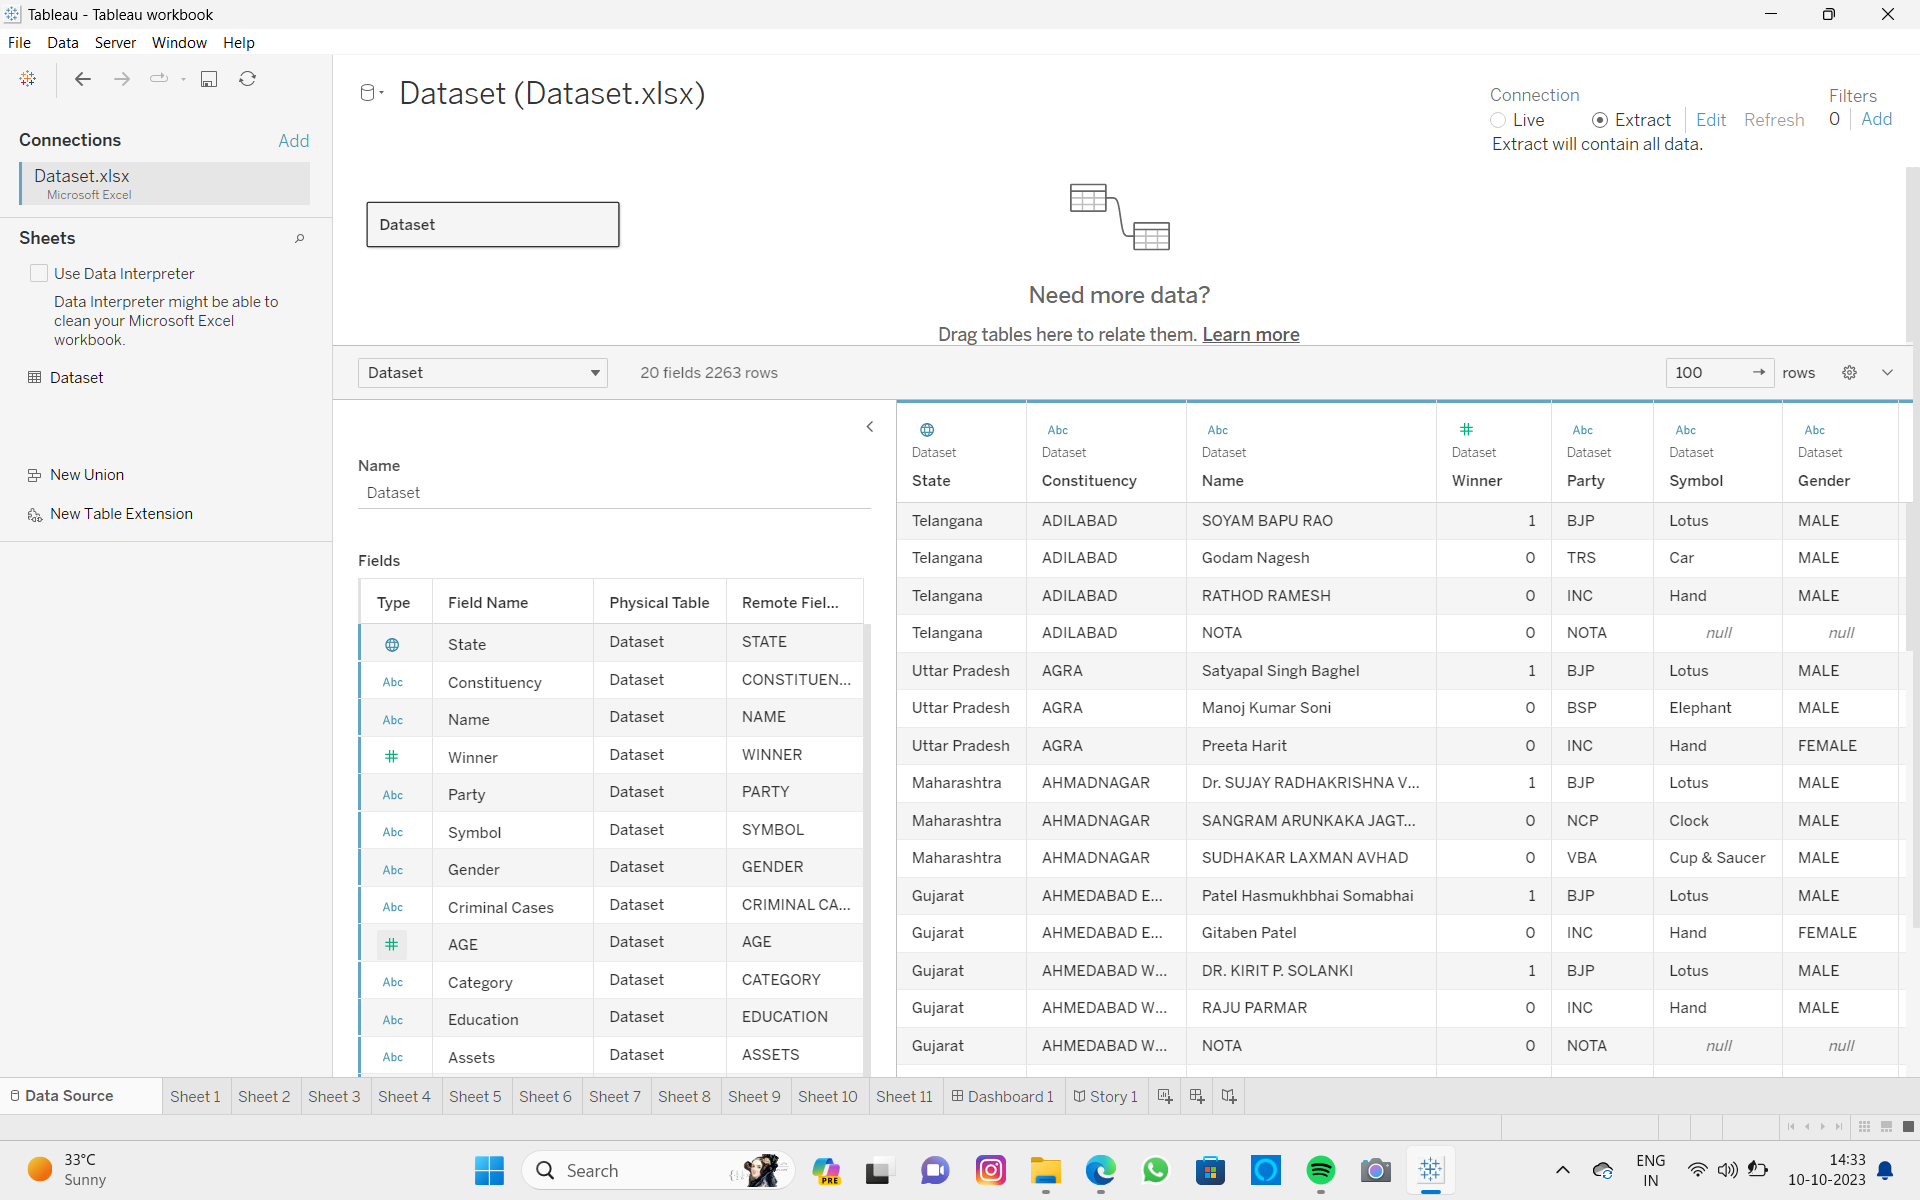 Tableau - Tableau workbook
File Data Server Window Help
Connections Add
Dataset.xlsx
Microsoft Excel
Sheets
Use Data Interpreter
Data Interpreter might be able to
clean your Microsoft Excel
workbook.
Dataset
New Union
New Table Extension
Dataset (Dataset.xlsx)
Connection
Live Extract Edit Refresh
Extract will contain all data.
Filters
0 Add
Dataset
Need more data?
Drag tables here to relate them. Learn more
Dataset 20 fields 2263 rows 100 → rows
Name
Dataset
Fields
Type Field Name Physical Table Remote Fiel...
State Dataset STATE
Abc Constituency Dataset CONSTITUEN...
Abc Name Dataset NAME
# Winner Dataset WINNER
Abc Party Dataset PARTY
Abc Symbol Dataset SYMBOL
Abc Gender Dataset GENDER
Abc Criminal Cases Dataset CRIMINAL CA...
# AGE Dataset AGE
Abc Category Dataset CATEGORY
Abc Education Dataset EDUCATION
Abc Assets Dataset ASSETS
Abc Abc # Abc Abc Abc
Dataset Dataset Dataset Dataset Dataset Dataset Dataset
State Constituency Name Winner Party Symbol Gender
Telangana ADILABAD SOYAM BAPU RAO 1 BJP Lotus MALE
Telangana ADILABAD Godam Nagesh 0 TRS Car MALE
Telangana ADILABAD RATHOD RAMESH 0 INC Hand MALE
Telangana ADILABAD NOTA 0 NOTA null null
Uttar Pradesh AGRA Satyapal Singh Baghel 1 BJP Lotus MALE
Uttar Pradesh AGRA Manoj Kumar Soni 0 BSP Elephant MALE
Uttar Pradesh AGRA Preeta Harit 0 INC Hand FEMALE
Maharashtra AHMADNAGAR Dr. SUJAY RADHAKRISHNA V... 1 BJP Lotus MALE
Maharashtra AHMADNAGAR SANGRAM ARUNKAKA JAGT... 0 NCP Clock MALE
Maharashtra AHMADNAGAR SUDHAKAR LAXMAN AVHAD 0 VBA Cup & Saucer MALE
Gujarat AHMEDABAD E... Patel Hasmukhbhai Somabhai 1 BJP Lotus MALE
Gujarat AHMEDABAD E... Gitaben Patel 0 INC Hand FEMALE
Gujarat AHMEDABAD W... DR. KIRIT P. SOLANKI 1 BJP Lotus MALE
Gujarat AHMEDABAD W... RAJU PARMAR 0 INC Hand MALE
Gujarat AHMEDABAD W... NOTA 0 NOTA null null
Data Source Sheet 1 Sheet 2 Sheet 3 Sheet 4 Sheet 5 Sheet 6 Sheet 7 Sheet 8 Sheet 9 Sheet 10 Sheet 11 Dashboard 1 Story 1
33°C
Sunny
Search
PRE
ENG
IN
14:33
10-10-2023